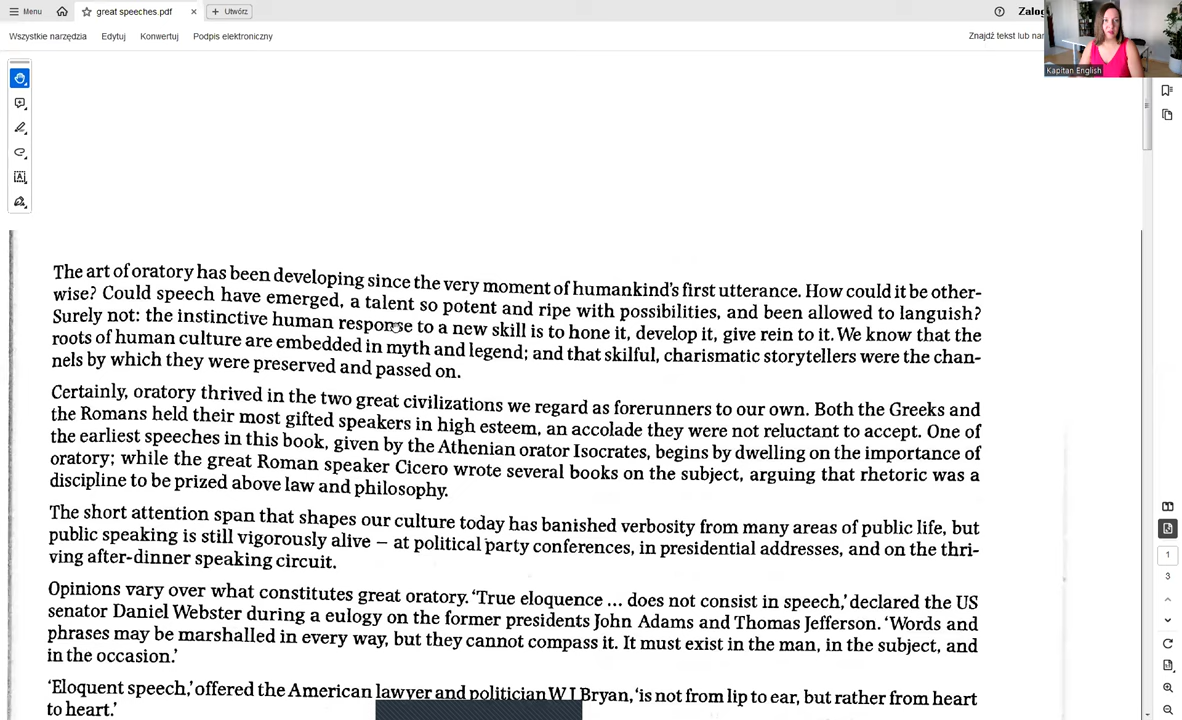 Menu
great speeches.pdf
Utwórz
Wszystkie narzędzia
Edytuj
Konwertuj
Podpis elektroniczny
Znajdź tekst lub
Kapitan English
The art of oratory has been developing since the very moment of humankind's first utterance. How could it be other-
wise? Could speech have emerged, a talent so potent and ripe with possibilities, and been allowed to languish?
Surely not: the instinctive human response to a new skill is to hone it, develop it, give rein to it. We know that the
roots of human culture are embedded in myth and legend; and that skilful, charismatic storytellers were the chan-
nels by which they were preserved and passed on.
Certainly, oratory thrived in the two great civilizations we regard as forerunners to our own. Both the Greeks and
the Romans held their most gifted speakers in high esteem, an accolade they were not reluctant to accept. One of
the earliest speeches in this book, given by the Athenian orator Isocrates, begins by dwelling on the importance of
oratory; while the great Roman speaker Cicero wrote several books on the subject, arguing that rhetoric was a
discipline to be prized above law and philosophy.
The short attention span that shapes our culture today has banished verbosity from many areas of public life, but
public speaking is still vigorously alive – at political party conferences, in presidential addresses, and on the thri-
ving after-dinner speaking circuit.
Opinions vary over what constitutes great oratory. 'True eloquence ... does not consist in speech,' declared the US
senator Daniel Webster during a eulogy on the former presidents John Adams and Thomas Jefferson. 'Words and
phrases may be marshalled in every way, but they cannot compass it. It must exist in the man, in the subject, and
in the occasion.'
'Eloquent speech,' offered the American lawyer and politician W J Bryan, 'is not from lip to ear, but rather from heart
to heart.'
1
3